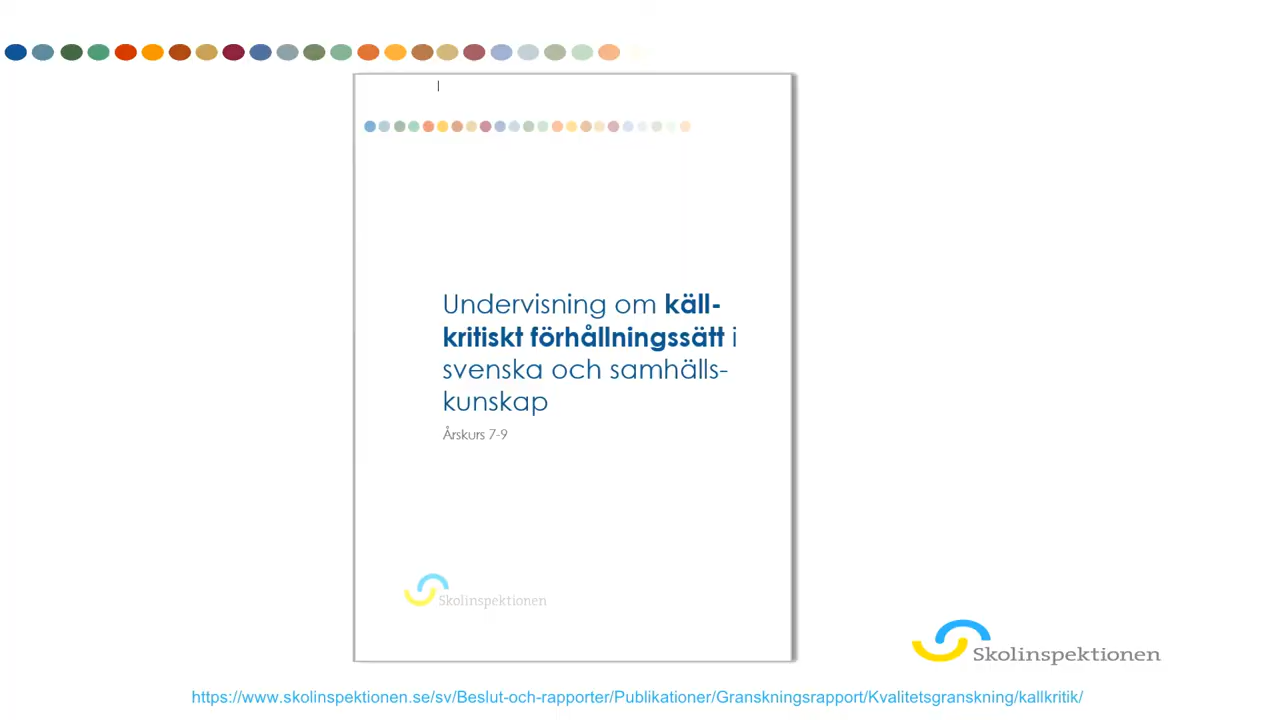 Undervisning om käll-
kritiskt förhållningssätt i
svenska och samhälls-
kunskap
Årskurs 7-9
Skolinspektionen
Skolinspektionen
https://www.skolinspektionen.se/sv/Beslut-och-rapporter/Publikationer/Granskningsrapport/Kvalitetsgranskning/kallkritik/